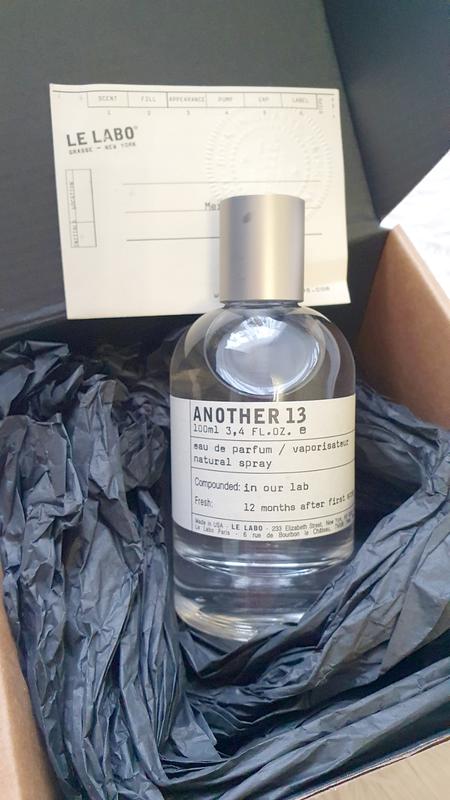 SCENT FILL APPEARANCE PUMP CAP LABEL
1 2 3 4 5 6
LE LABO
GRASSE – NEW YORK
ANOTHER 13
100ml 3,4 FL.OZ. e
eau de parfum / vaporisateur
natural spray
Compounded: in our lab
Fresh: 12 months after first
Made in USA - LE LABO - 233 Elizabeth Street, New York,
Le Labo Paris - 6 rue de Bourbon le Château,